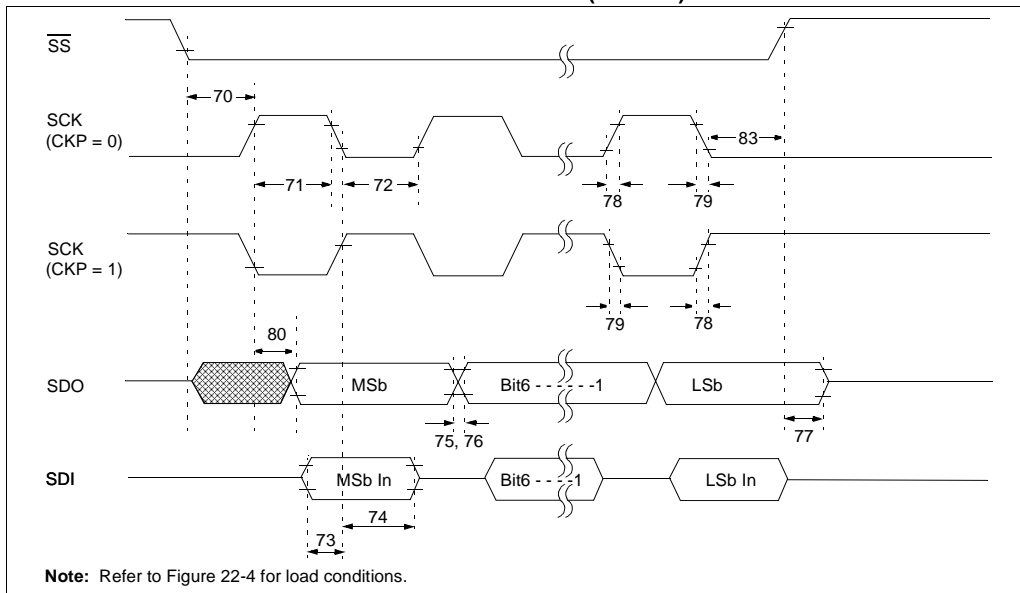 SS
70
SCK
(CKP = 0)
83
71
72
78
79
SCK
(CKP = 1)
79
78
80
SDO
MSb
Bit6 - - - - - -1
LSb
75, 76
77
SDI
MSb In
Bit6 - - - -1
LSb In
74
73
Note: Refer to Figure 22-4 for load conditions.